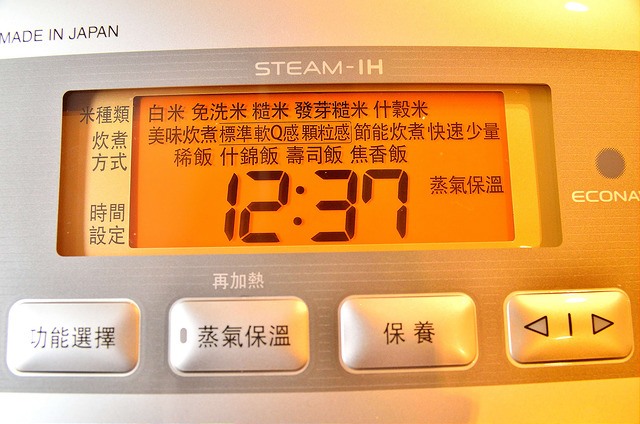 MADE IN JAPAN
STEAM-IH
米種類 白米 免洗米 糙米 發芽糙米 什穀米
炊煮方式 美味炊煮 標準 軟Q感 顆粒感 節能炊煮 快速少量
稀飯 什錦飯 壽司飯 焦香飯
蒸氣保溫
時間設定 12:37
ECONA
再加熱
功能選擇 蒸氣保溫 保養